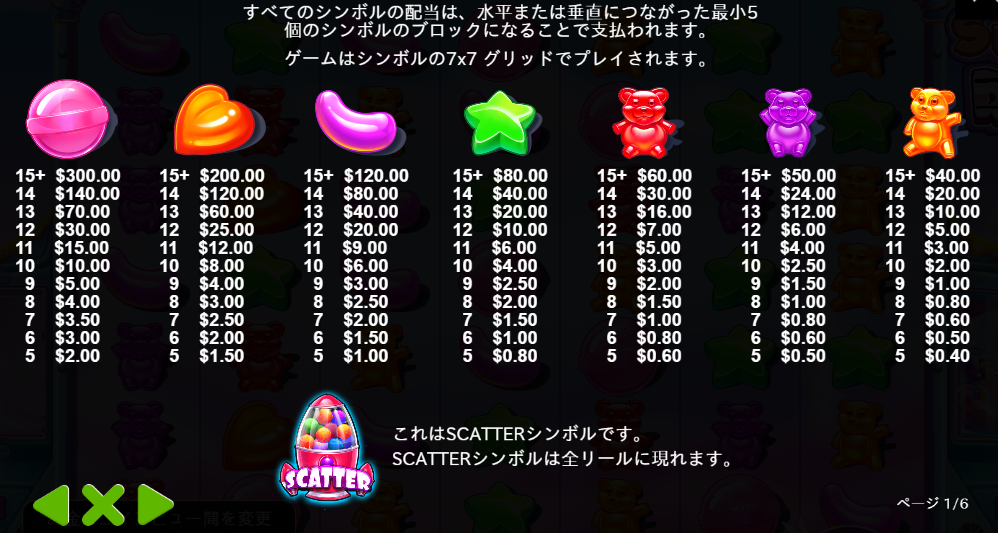 すべてのシンボルの配当は、水平または垂直につながった最小5
個のシンボルのブロックになることで支払われます。
ゲームはシンボルの7x7 グリッドでプレイされます。
15+ $300.00 15+ $200.00 15+ $120.00 15+ $80.00 15+ $60.00 15+ $50.00 15+ $40.00
14 $140.00 14 $120.00 14 $80.00 14 $40.00 14 $30.00 14 $24.00 14 $20.00
13 $70.00 13 $60.00 13 $40.00 13 $20.00 13 $16.00 13 $12.00 13 $10.00
12 $30.00 12 $25.00 12 $20.00 12 $10.00 12 $7.00 12 $6.00 12 $5.00
11 $15.00 11 $12.00 11 $9.00 11 $6.00 11 $5.00 11 $4.00 11 $3.00
10 $10.00 10 $8.00 10 $6.00 10 $4.00 10 $3.00 10 $2.50 10 $2.00
9 $5.00 9 $4.00 9 $3.00 9 $2.50 9 $2.00 9 $1.50 9 $1.00
8 $4.00 8 $3.00 8 $2.50 8 $2.00 8 $1.50 8 $1.00 8 $0.80
7 $3.50 7 $2.50 7 $2.00 7 $1.50 7 $1.00 7 $0.80 7 $0.60
6 $3.00 6 $2.00 6 $1.50 6 $1.00 6 $0.80 6 $0.60 6 $0.50
5 $2.00 5 $1.50 5 $1.00 5 $0.80 5 $0.60 5 $0.50 5 $0.40
これはSCATTERシンボルです。
SCATTERシンボルは全リールに現れます。
SCATTER
ページ 1/6
を変更